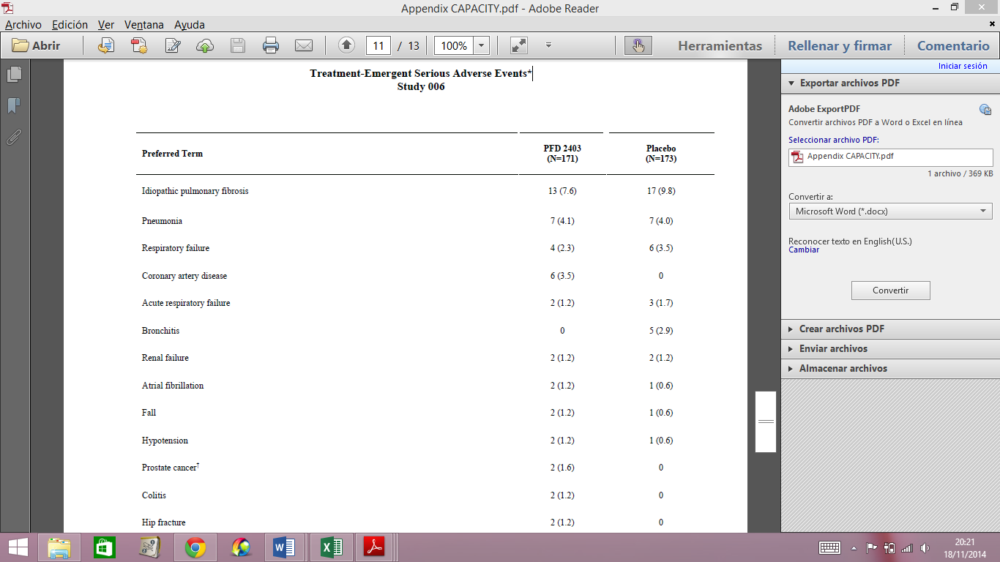 Appendix CAPACITY.pdf - Adobe Reader
Archivo Edición Ver Ventana Ayuda
Abrir 11 / 13 100% Herramientas Rellenar y firmar Comentario
Iniciar sesión
Treatment-Emergent Serious Adverse Events*
Study 006
Preferred Term PFD 2403 (N=171) Placebo (N=173)
Idiopathic pulmonary fibrosis 13 (7.6) 17 (9.8)
Pneumonia 7 (4.1) 7 (4.0)
Respiratory failure 4 (2.3) 6 (3.5)
Coronary artery disease 6 (3.5) 0
Acute respiratory failure 2 (1.2) 3 (1.7)
Bronchitis 0 5 (2.9)
Renal failure 2 (1.2) 2 (1.2)
Atrial fibrillation 2 (1.2) 1 (0.6)
Fall 2 (1.2) 1 (0.6)
Hypotension 2 (1.2) 1 (0.6)
Prostate cancer† 2 (1.6) 0
Colitis 2 (1.2) 0
Hip fracture 2 (1.2) 0
Exportar archivos PDF
Adobe ExportPDF
Convertir archivos PDF a Word o Excel en línea
Seleccionar archivo PDF:
Appendix CAPACITY.pdf
1 archivo / 369 KB
Convertir a:
Microsoft Word (*.docx)
Reconocer texto en English(U.S.)
Cambiar
Convertir
Crear archivos PDF
Enviar archivos
Almacenar archivos
20:21
18/11/2014